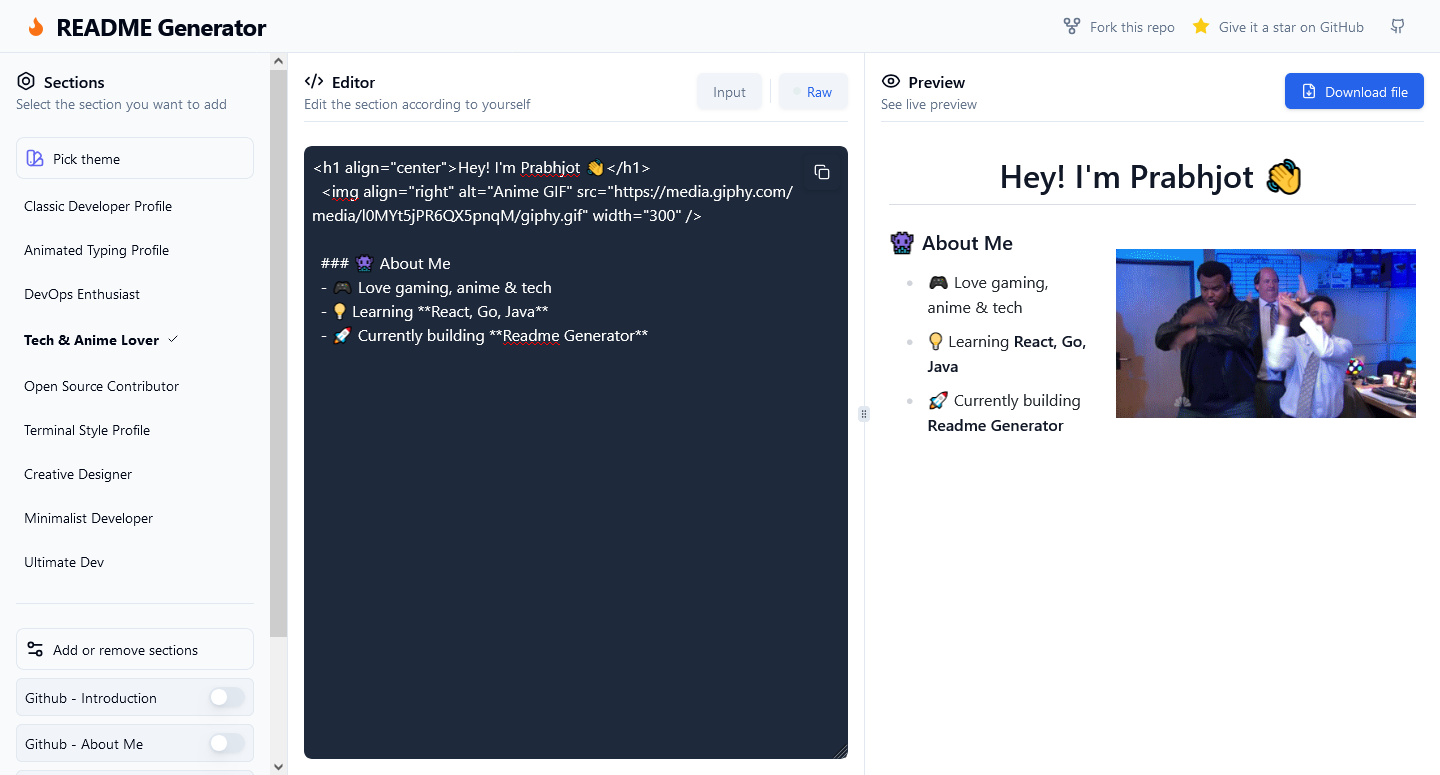 README Generator
Fork this repo
Give it a star on GitHub
Sections
Select the section you want to add
Pick theme
Classic Developer Profile
Animated Typing Profile
DevOps Enthusiast
Tech & Anime Lover
Open Source Contributor
Terminal Style Profile
Creative Designer
Minimalist Developer
Ultimate Dev
Add or remove sections
Github - Introduction
Github - About Me
Editor
Edit the section according to yourself
Input
Raw
<h1 align="center">Hey! I'm Prabhjot 👋</h1>
<img align="right" alt="Anime GIF" src="https://media.giphy.com/
media/l0MYt5jPR6QX5pnqM/giphy.gif" width="300" />
### 👾 About Me
- 🎮 Love gaming, anime & tech
- 💡 Learning **React, Go, Java**
- 🚀 Currently building **Readme Generator**
Preview
See live preview
Download file
Hey! I'm Prabhjot 👋
👾 About Me
🎮 Love gaming,
anime & tech
💡 Learning React, Go,
Java
🚀 Currently building
Readme Generator